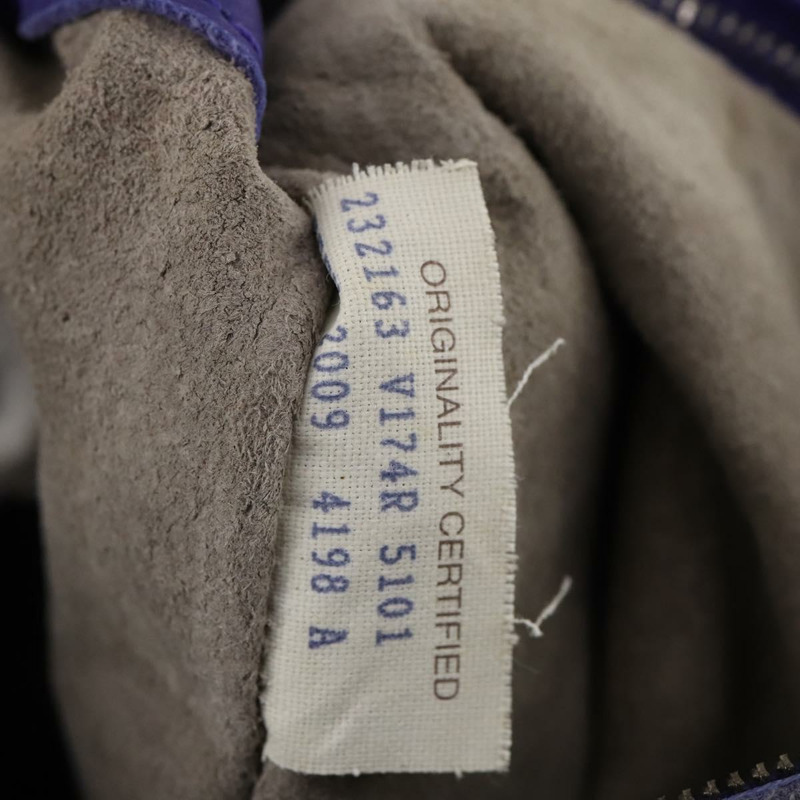 ORIGINALITY CERTIFIED
232163 V174R 5101
2009 4198 A